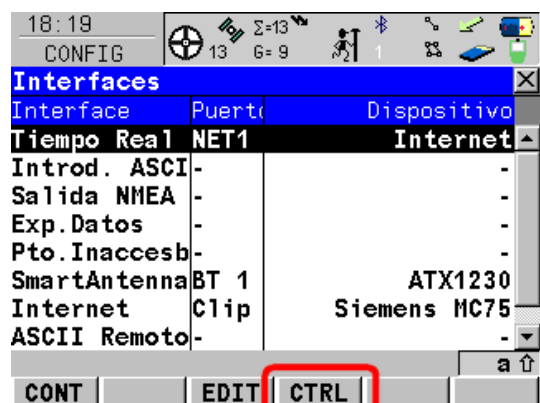 18:19 Σ=13
CONFIG 13 G= 9 1
Interfaces
Interface Puerto Dispositivo
Tiempo Real NET1 Internet
Introd. ASCI - -
Salida NMEA - -
Exp.Datos - -
Pto.Inaccesb - -
SmartAntenna BT 1 ATX1230
Internet Clip Siemens MC75
ASCII Remoto - -
a
CONT EDIT CTRL